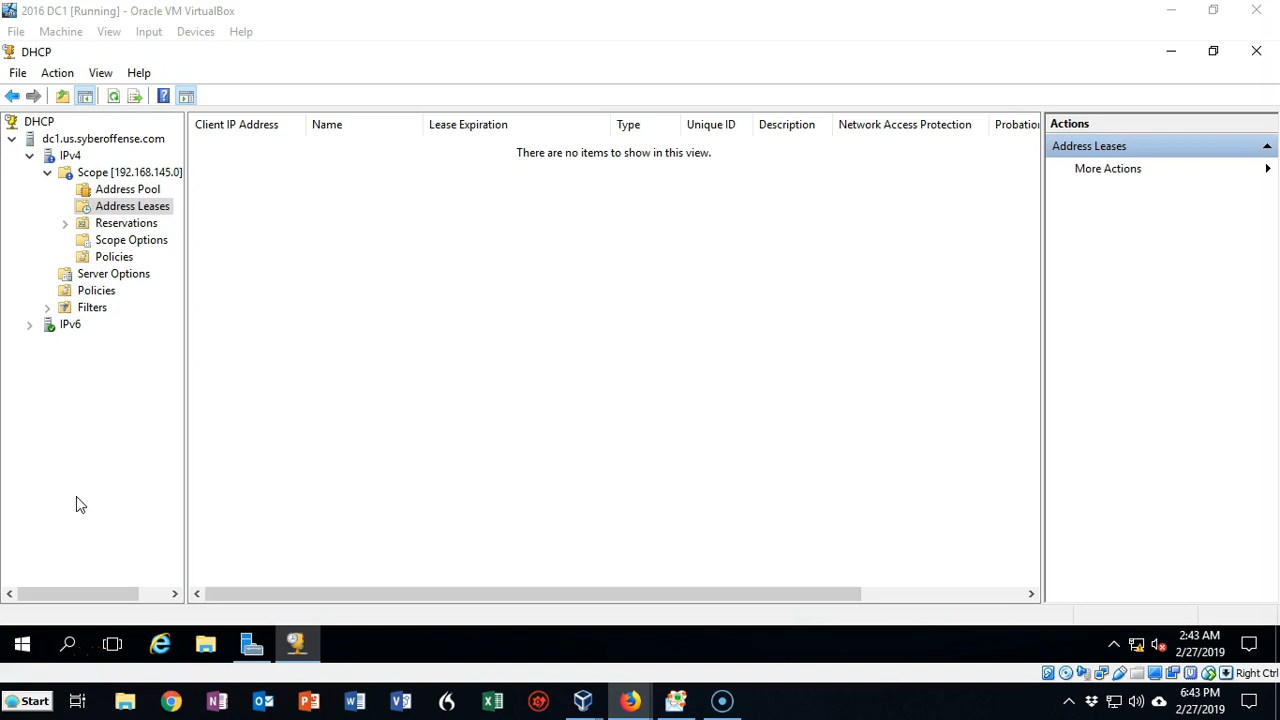 2016 DC1 [Running] - Oracle VM VirtualBox
File Machine View Input Devices Help
DHCP
File Action View Help
DHCP
dc1.us.syberoffense.com
IPv4
Scope [192.168.145.0]
Address Pool
Address Leases
Reservations
Scope Options
Policies
Server Options
Policies
Filters
IPv6
Client IP Address Name Lease Expiration Type Unique ID Description Network Access Protection Probation
There are no items to show in this view.
Actions
Address Leases
More Actions
2:43 AM
2/27/2019
Right Ctrl
Start
6:43 PM
2/27/2019